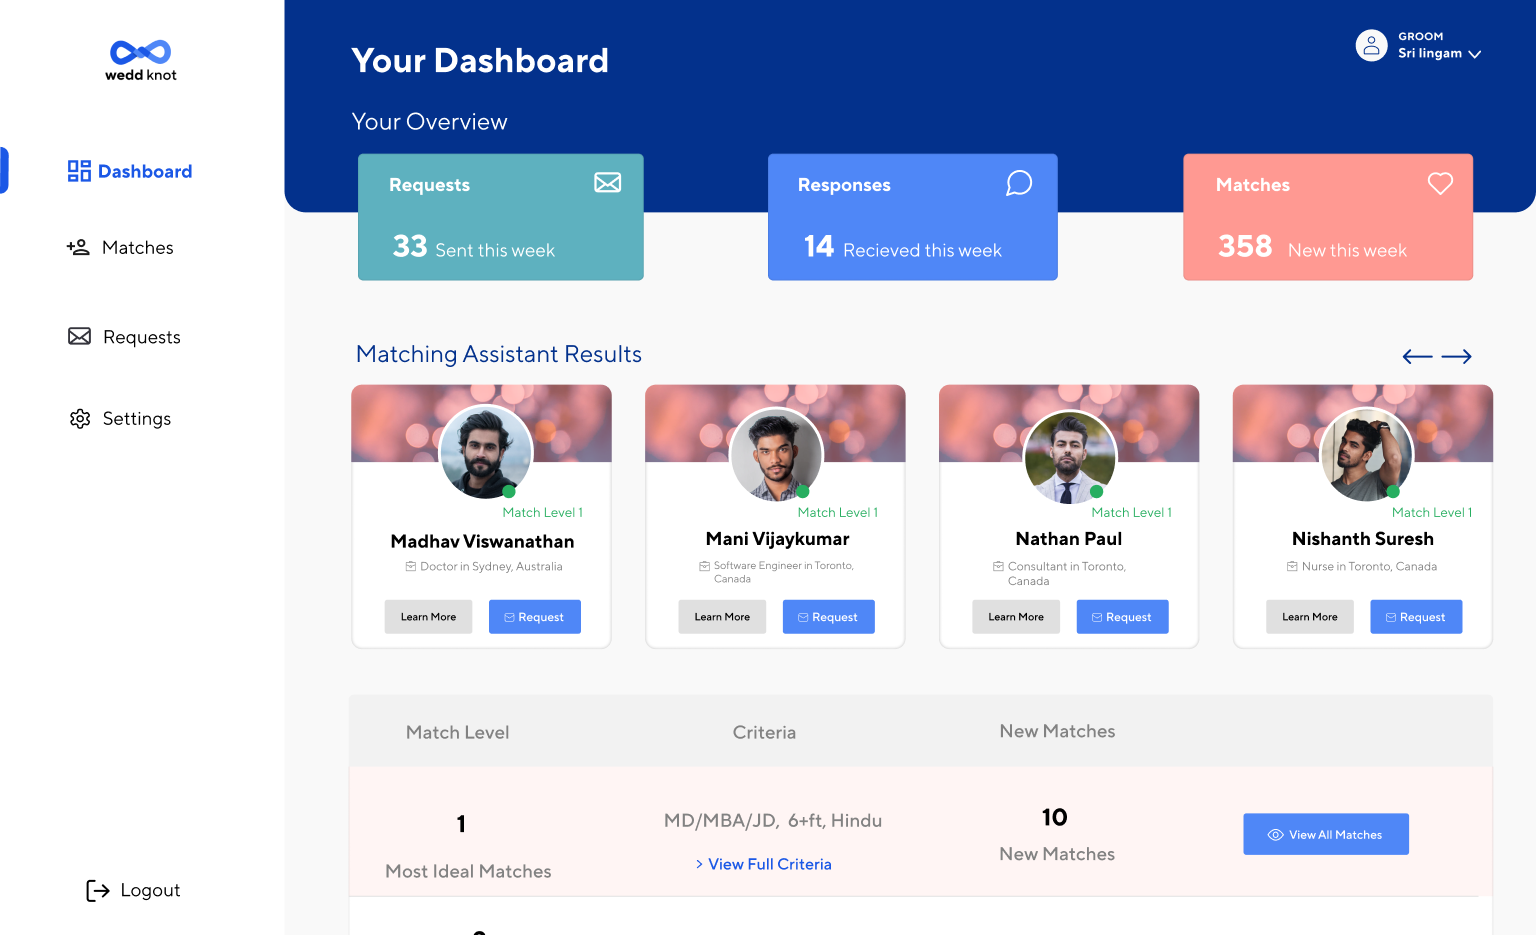 wedd knot
Dashboard
Matches
Requests
Settings
Logout
Your Dashboard
GROOM
Sri lingam
Your Overview
Requests
33 Sent this week
Responses
14 Recieved this week
Matches
358 New this week
Matching Assistant Results
Match Level 1
Madhav Viswanathan
Doctor in Sydney, Australia
Learn More
Request
Match Level 1
Mani Vijaykumar
Software Engineer in Toronto,
Canada
Learn More
Request
Match Level 1
Nathan Paul
Consultant in Toronto,
Canada
Learn More
Request
Match Level 1
Nishanth Suresh
Nurse in Toronto, Canada
Learn More
Request
Match Level
Criteria
New Matches
1
Most Ideal Matches
MD/MBA/JD, 6+ft, Hindu
> View Full Criteria
10
New Matches
View All Matches